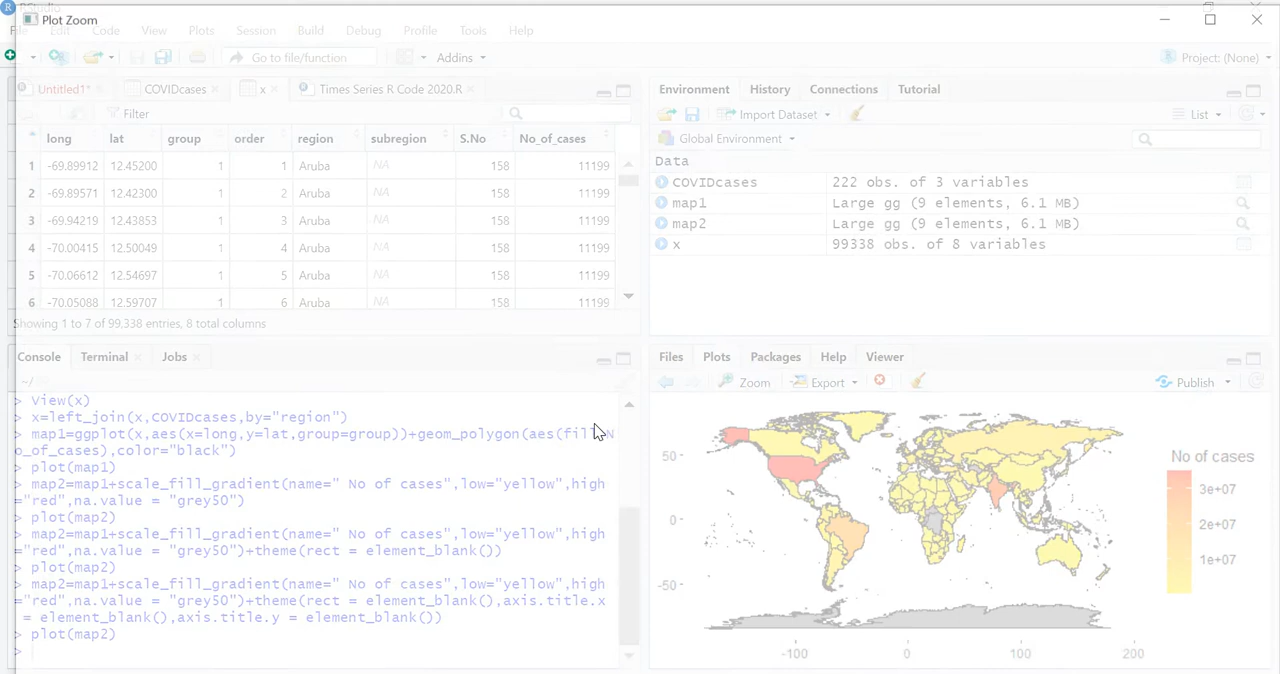 RStudio
Plot Zoom
File Edit Code View Plots Session Build Debug Profile Tools Help
Go to file/function Addins Project: (None)
Untitled1* COVIDcases x Times Series R Code 2020.R
Filter
long lat group order region subregion S.No No_of_cases
1 -69.89912 12.45200 1 1 Aruba NA 158 11199
2 -69.89571 12.42300 1 2 Aruba NA 158 11199
3 -69.94219 12.43853 1 3 Aruba NA 158 11199
4 -70.00415 12.50049 1 4 Aruba NA 158 11199
5 -70.06612 12.54697 1 5 Aruba NA 158 11199
6 -70.05088 12.59707 1 6 Aruba NA 158 11199
Showing 1 to 7 of 99,338 entries, 8 total columns
Environment History Connections Tutorial
Import Dataset List
Global Environment
Data
COVIDcases 222 obs. of 3 variables
map1 Large gg (9 elements, 6.1 MB)
map2 Large gg (9 elements, 6.1 MB)
x 99338 obs. of 8 variables
Console Terminal Jobs
~/
> View(x)
> x=left_join(x,COVIDcases,by="region")
> map1=ggplot(x,aes(x=long,y=lat,group=group))+geom_polygon(aes(fill N
o_of_cases),color="black")
> plot(map1)
> map2=map1+scale_fill_gradient(name=" No of cases",low="yellow",high
="red",na.value = "grey50")
> plot(map2)
> map2=map1+scale_fill_gradient(name=" No of cases",low="yellow",high
="red",na.value = "grey50")+theme(rect = element_blank())
> plot(map2)
> map2=map1+scale_fill_gradient(name=" No of cases",low="yellow",high
="red",na.value = "grey50")+theme(rect = element_blank(),axis.title.x
= element_blank(),axis.title.y = element_blank())
> plot(map2)
>
Files Plots Packages Help Viewer
Zoom Export Publish
50
0
-50
-100 0 100 200
No of cases
3e+07
2e+07
1e+07